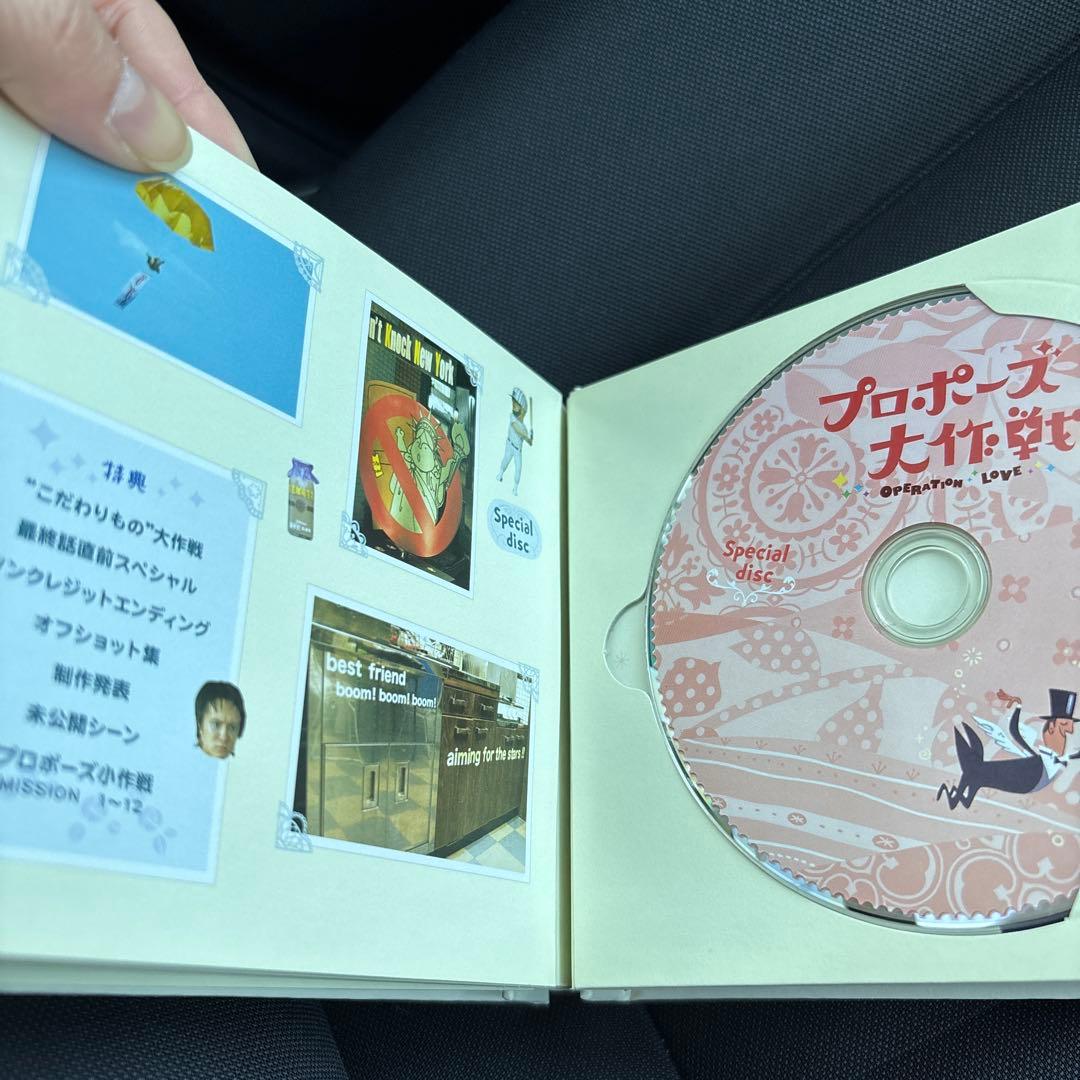 n't Knock New York
特典
"こだわりもの"大作戦
最終話直前スペシャル
ンクレジットエンディング
オフショット集
制作発表
未公開シーン
プロポーズ小作戦
MISSION 1〜12
Special
disc
best friend
boom! boom! boom!
aiming for the stars!!
プロポーズ
大作戦
OPERATION LOVE
Special
disc